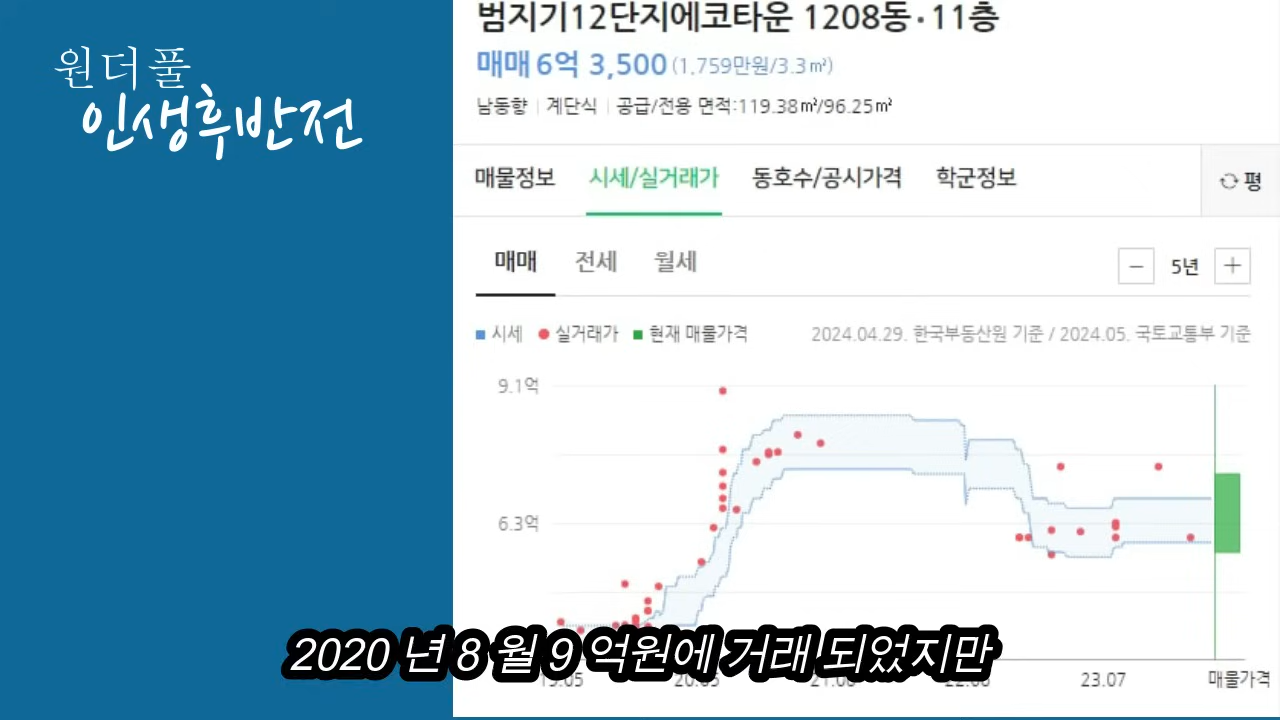 원더풀
인생후반전
범지기12단지에코타운 1208동·11층
매매 6억 3,500 (1,759만원/3.3㎡)
남동향 계단식 공급/전용 면적:119.38㎡/96.25㎡
매물정보 시세/실거래가 동호수/공시가격 학군정보 평
매매 전세 월세 5년
시세 실거래가 현재 매물가격 2024.04.29. 한국부동산원 기준 / 2024.05. 국토교통부 기준
9.1억
6.3억
2020 년 8 월 9 억원에 거래 되었지만
23.07 매물가격